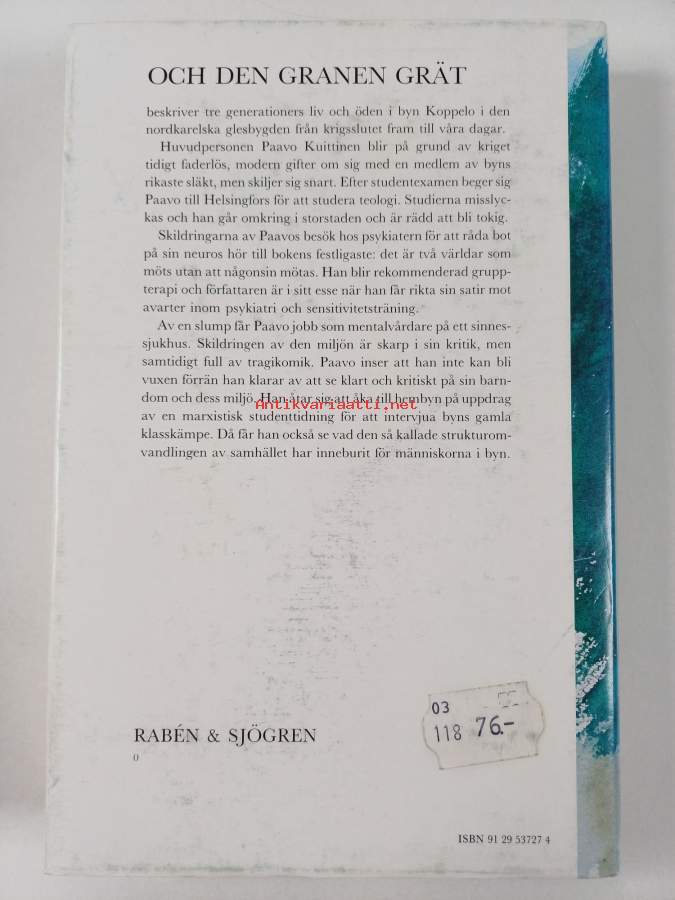 OCH DEN GRANEN GRÄT
beskriver tre generationers liv och öden i byn Koppelo i den
nordkarelska glesbygden från krigsslutet fram till våra dagar.
Huvudpersonen Paavo Kuittinen blir på grund av kriget
tidigt faderlös, modern gifter om sig med en medlem av byns
rikaste släkt, men skiljer sig snart. Efter studentexamen beger sig
Paavo till Helsingfors för att studera teologi. Studierna misslyc-
kas och han går omkring i storstaden och är rädd att bli tokig.
Skildringarna av Paavos besök hos psykiatern för att råda bot
på sin neuros hör till bokens festligaste: det är två världar som
möts utan att någonsin mötas. Han blir rekommenderad grupp-
terapi och författaren är i sitt esse när han får rikta sin satir mot
avarter inom psykiatri och sensitivitetsträning.
Av en slump får Paavo jobb som mentalvårdare på ett sinnes-
sjukhus. Skildringen av den miljön är skarp i sin kritik, men
samtidigt full av tragikomik. Paavo inser att han inte kan bli
vuxen förrän han klarar av att se klart och kritiskt på sin barn-
dom och dess miljö. Han åtar sig att åka till hembyn på uppdrag
Antikvariaatti.net
av en marxistisk studenttidning för att intervjua byns gamla
klasskämpe. Då får han också se vad den så kallade strukturom-
vandlingen av samhället har inneburit för människorna i byn.
03
118 76.-
RABÉN & SJÖGREN
0
ISBN 91 29 53727 4